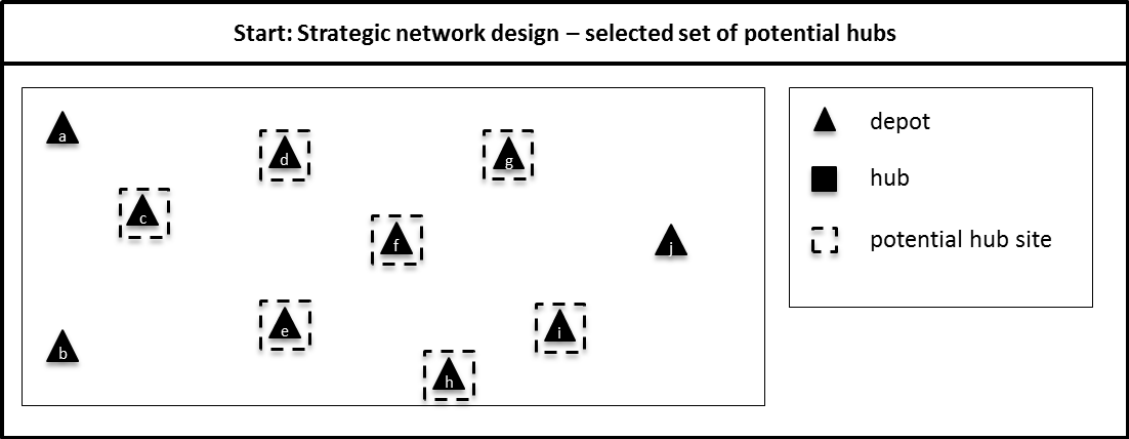 Start: Strategic network design – selected set of potential hubs
a
d
g
depot
c
hub
f
j
potential hub site
e
i
b
h